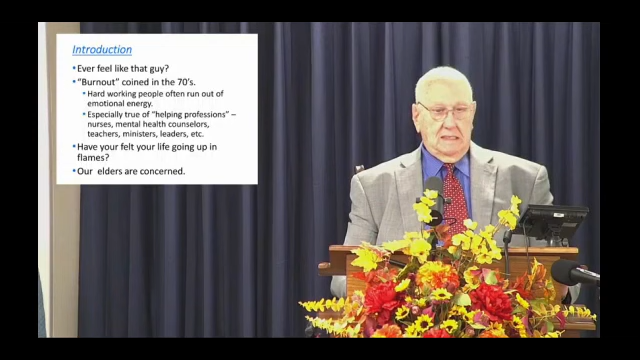 Introduction
• Ever feel like that guy?
• "Burnout" coined in the 70's.
• Hard working people often run out of
emotional energy.
• Especially true of "helping professions" –
nurses, mental health counselors,
teachers, ministers, leaders, etc.
• Have your felt your life going up in
flames?
• Our elders are concerned.